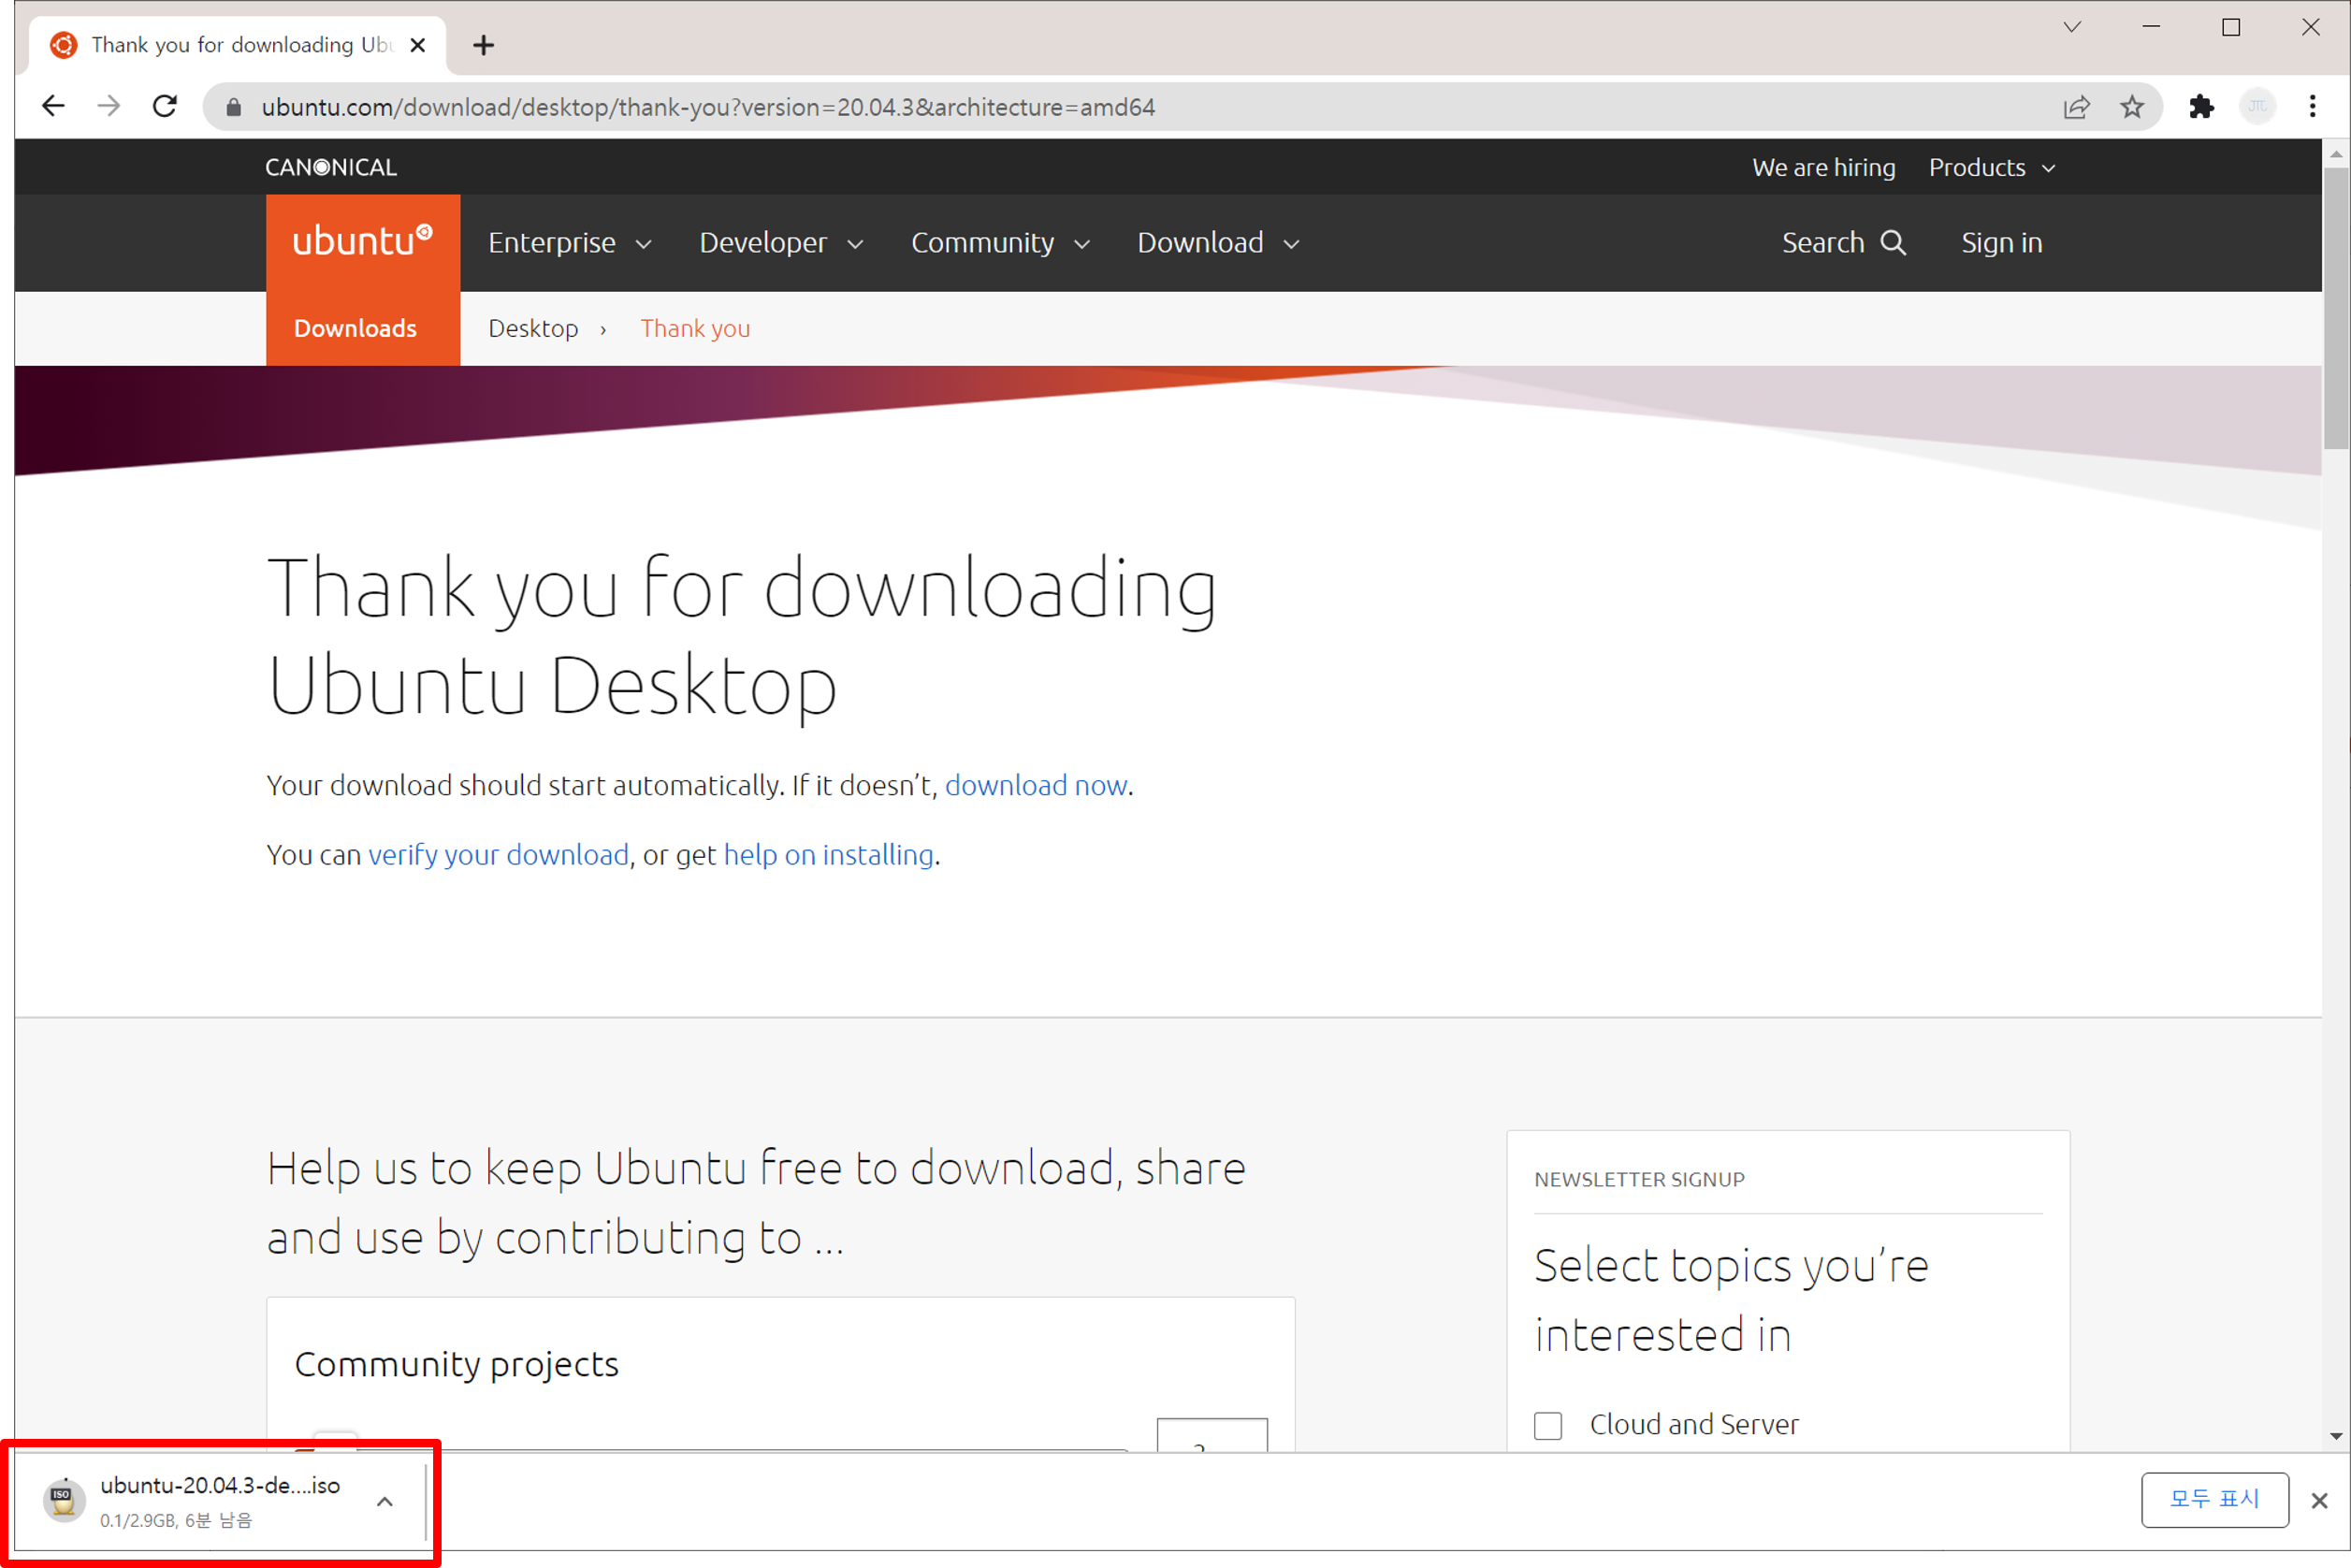 Thank you for downloading Ubu
ubuntu.com/download/desktop/thank-you?version=20.04.3&architecture=amd64
CANONICAL
We are hiring
Products
ubuntu
Enterprise
Developer
Community
Download
Search
Sign in
Downloads
Desktop ›
Thank you
Thank you for downloading
Ubuntu Desktop
Your download should start automatically. If it doesn’t, download now.
You can verify your download, or get help on installing.
Help us to keep Ubuntu free to download, share
and use by contributing to ...
Community projects
NEWSLETTER SIGNUP
Select topics you’re
interested in
Cloud and Server
ISO
ubuntu-20.04.3-de....iso
0.1/2.9GB, 6분 남음
모두 표시